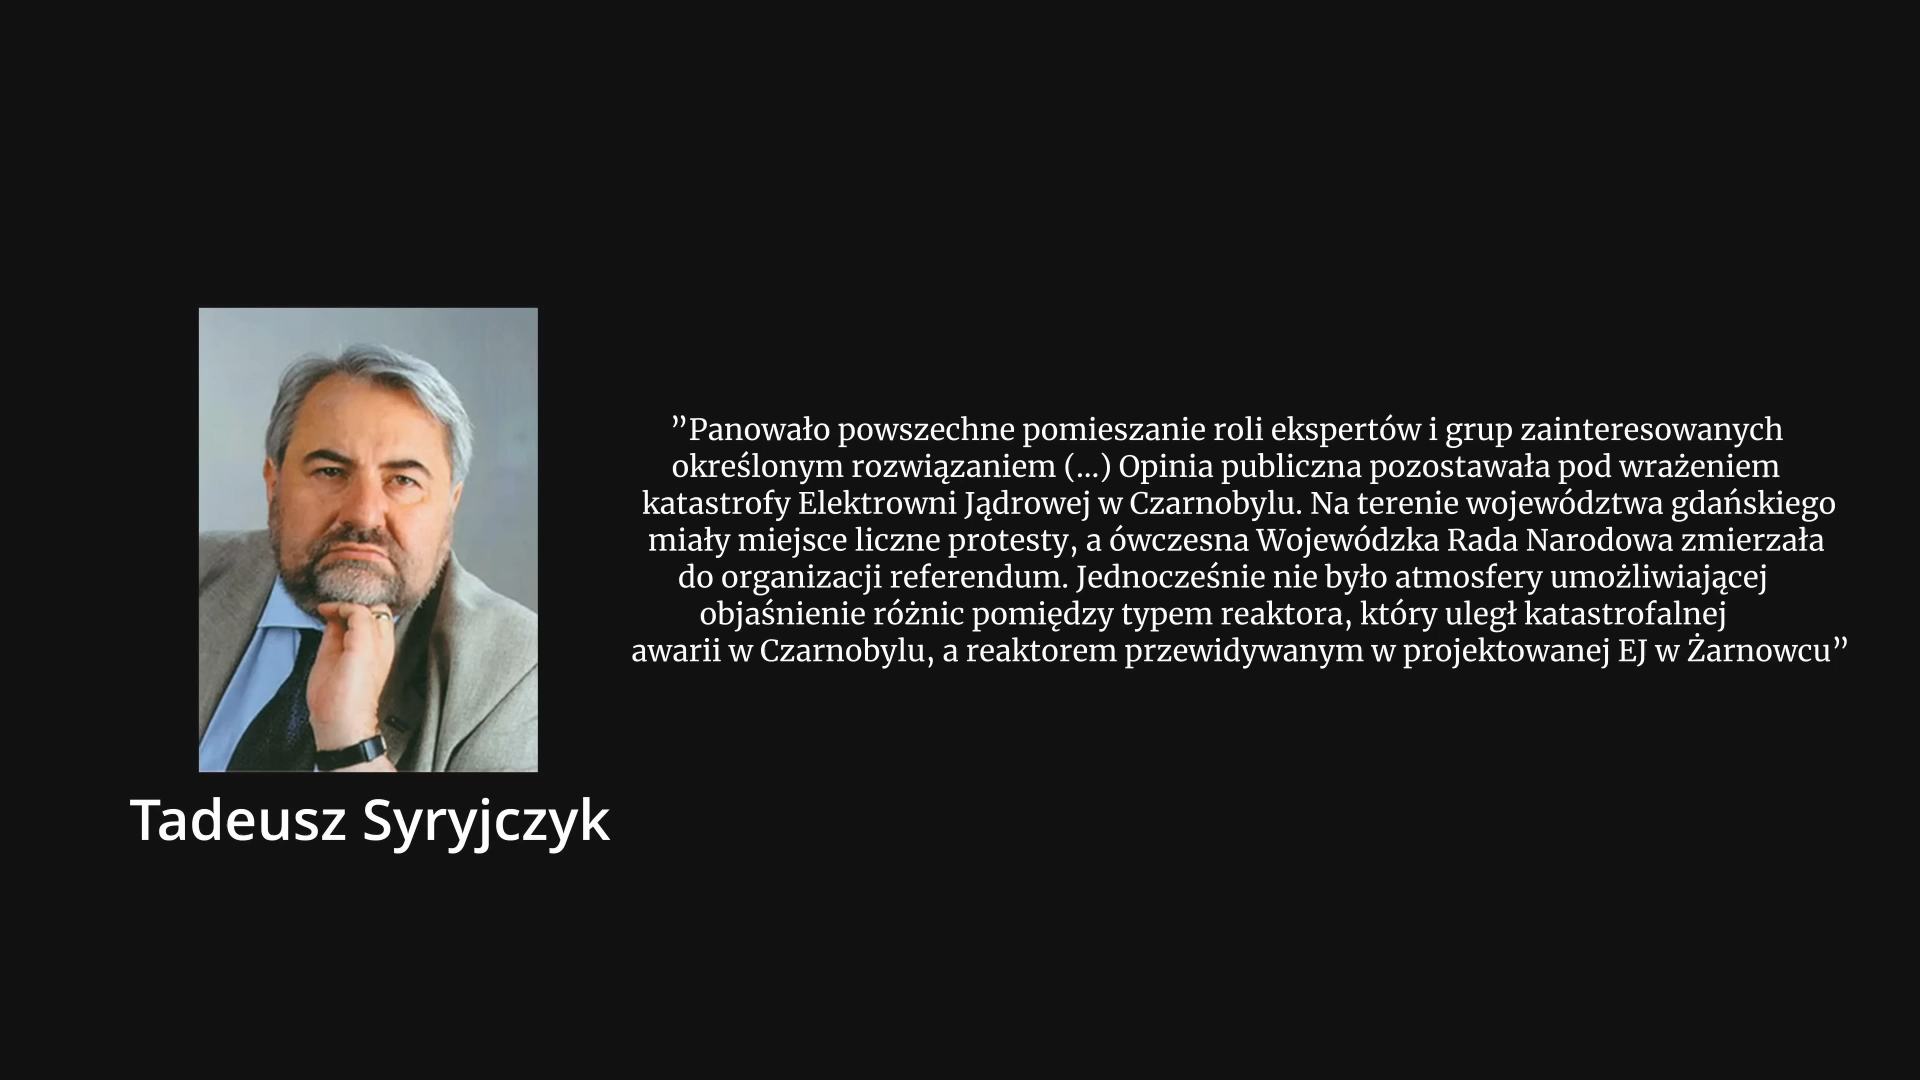 ”Panowało powszechne pomieszanie roli ekspertów i grup zainteresowanych
określonym rozwiązaniem (...) Opinia publiczna pozostawała pod wrażeniem
katastrofy Elektrowni Jądrowej w Czarnobylu. Na terenie województwa gdańskiego
miały miejsce liczne protesty, a ówczesna Wojewódzka Rada Narodowa zmierzała
do organizacji referendum. Jednocześnie nie było atmosfery umożliwiającej
objaśnienie różnic pomiędzy typem reaktora, który uległ katastrofalnej
awarii w Czarnobylu, a reaktorem przewidywanym w projektowanej EJ w Żarnowcu”
Tadeusz Syryjczyk